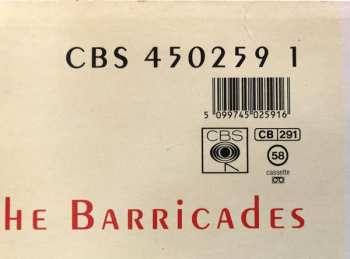 CBS 450259 1
5 099745 025916
CBS
CB 291
58
cassette
HE BARRICADES